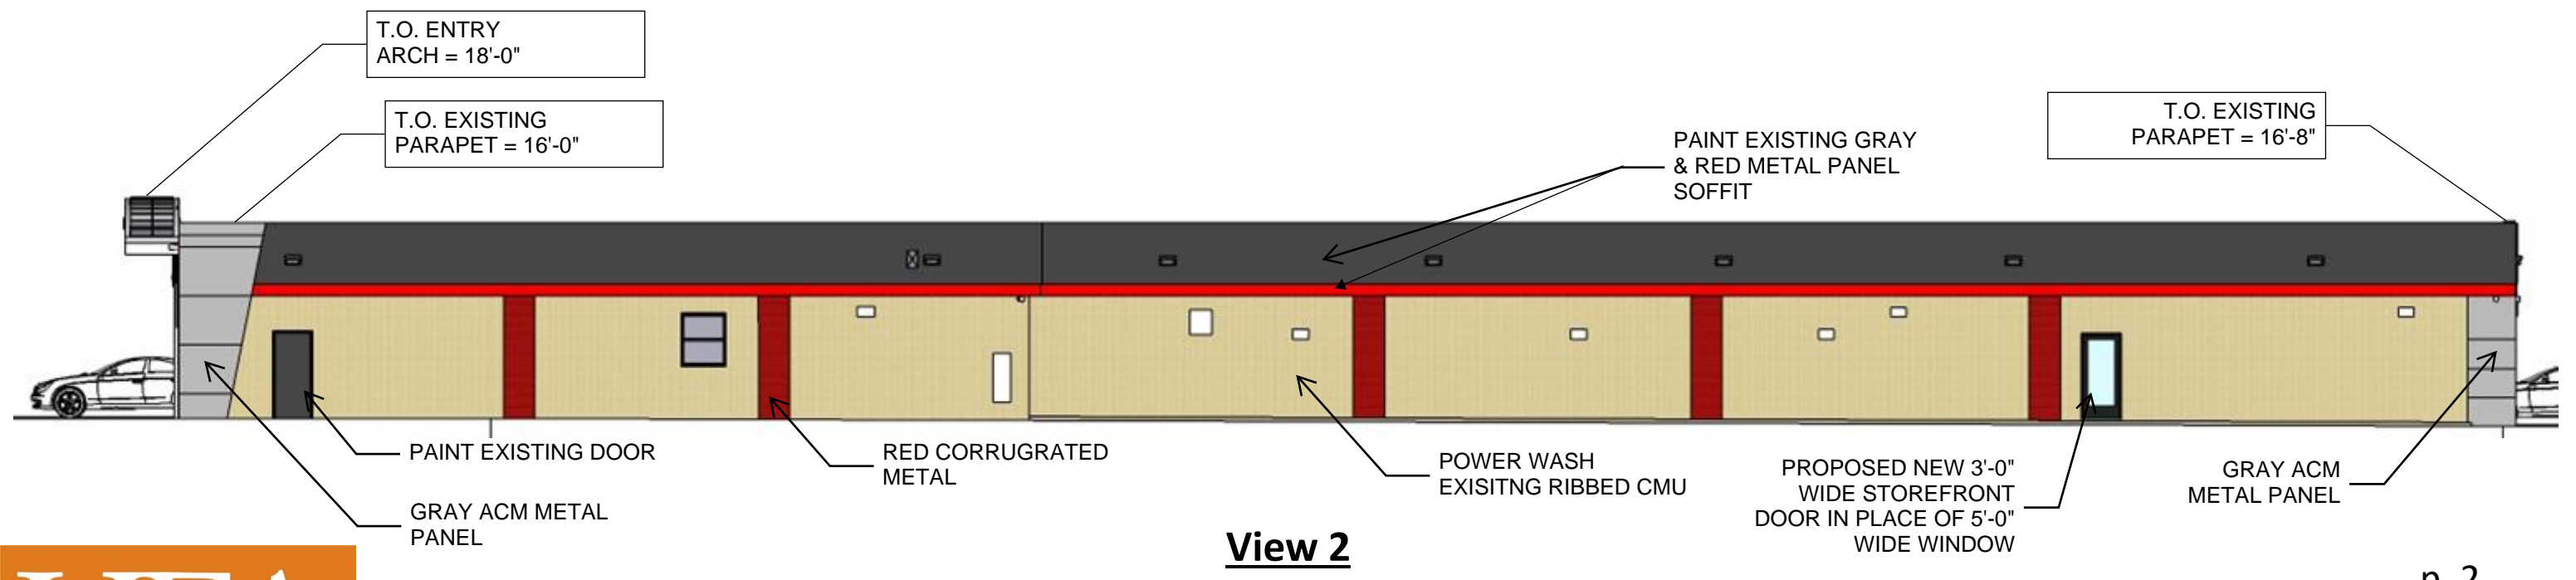 T.O. ENTRY
ARCH = 18'-0"
T.O. EXISTING
PARAPET = 16'-0"
PAINT EXISTING GRAY
& RED METAL PANEL
SOFFIT
T.O. EXISTING
PARAPET = 16'-8"
PAINT EXISTING DOOR
GRAY ACM METAL
PANEL
RED CORRUGRATED
METAL
POWER WASH
EXISITNG RIBBED CMU
PROPOSED NEW 3'-0"
WIDE STOREFRONT
DOOR IN PLACE OF 5'-0"
WIDE WINDOW
GRAY ACM
METAL PANEL
View 2
p. 2